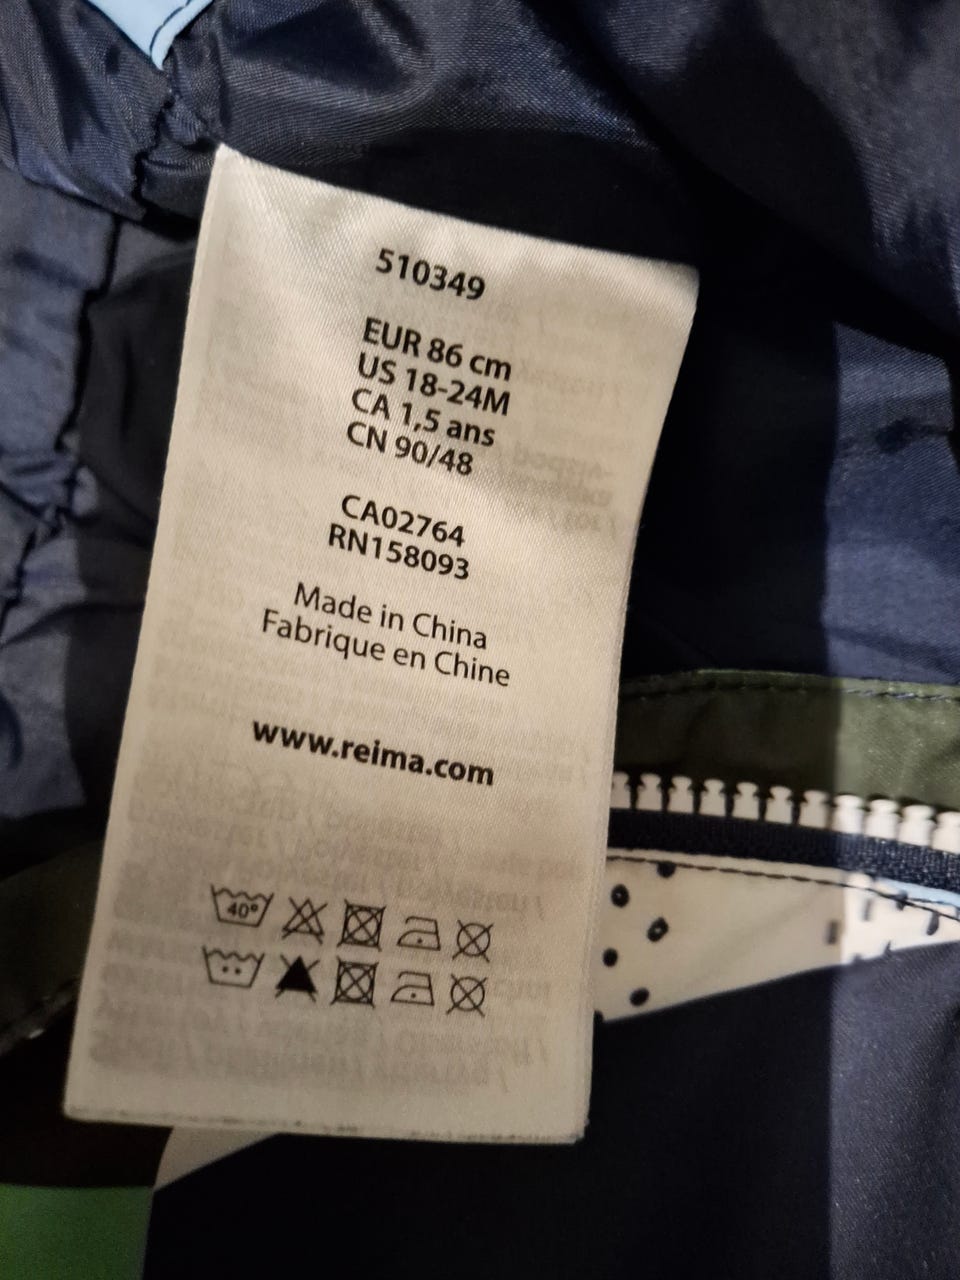 510349
EUR 86 cm
US 18-24M
CA 1,5 ans
CN 90/48
CA02764
RN158093
Made in China
Fabrique en Chine
www.reima.com
40°